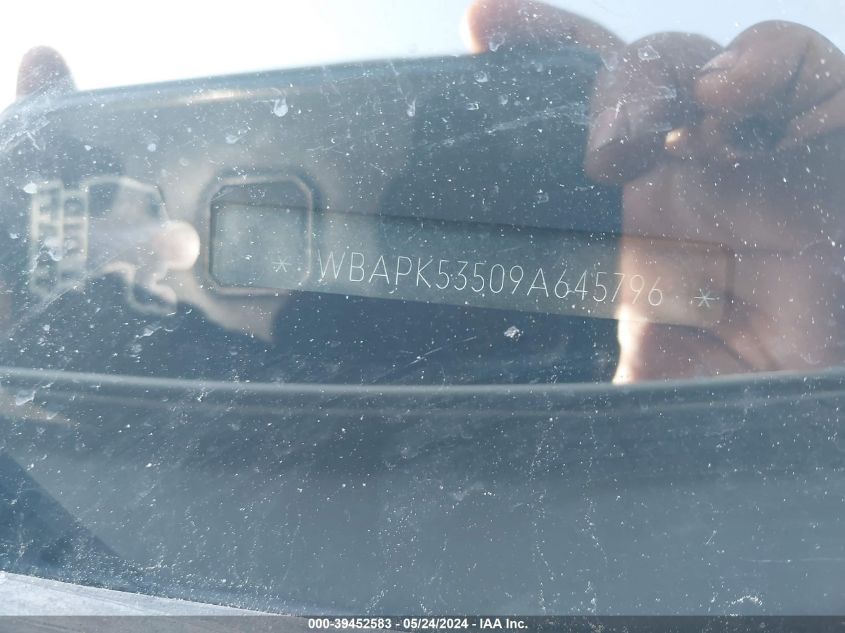 * WBAPK53509A645796 *
000-39452583 - 05/24/2024 - IAA Inc.